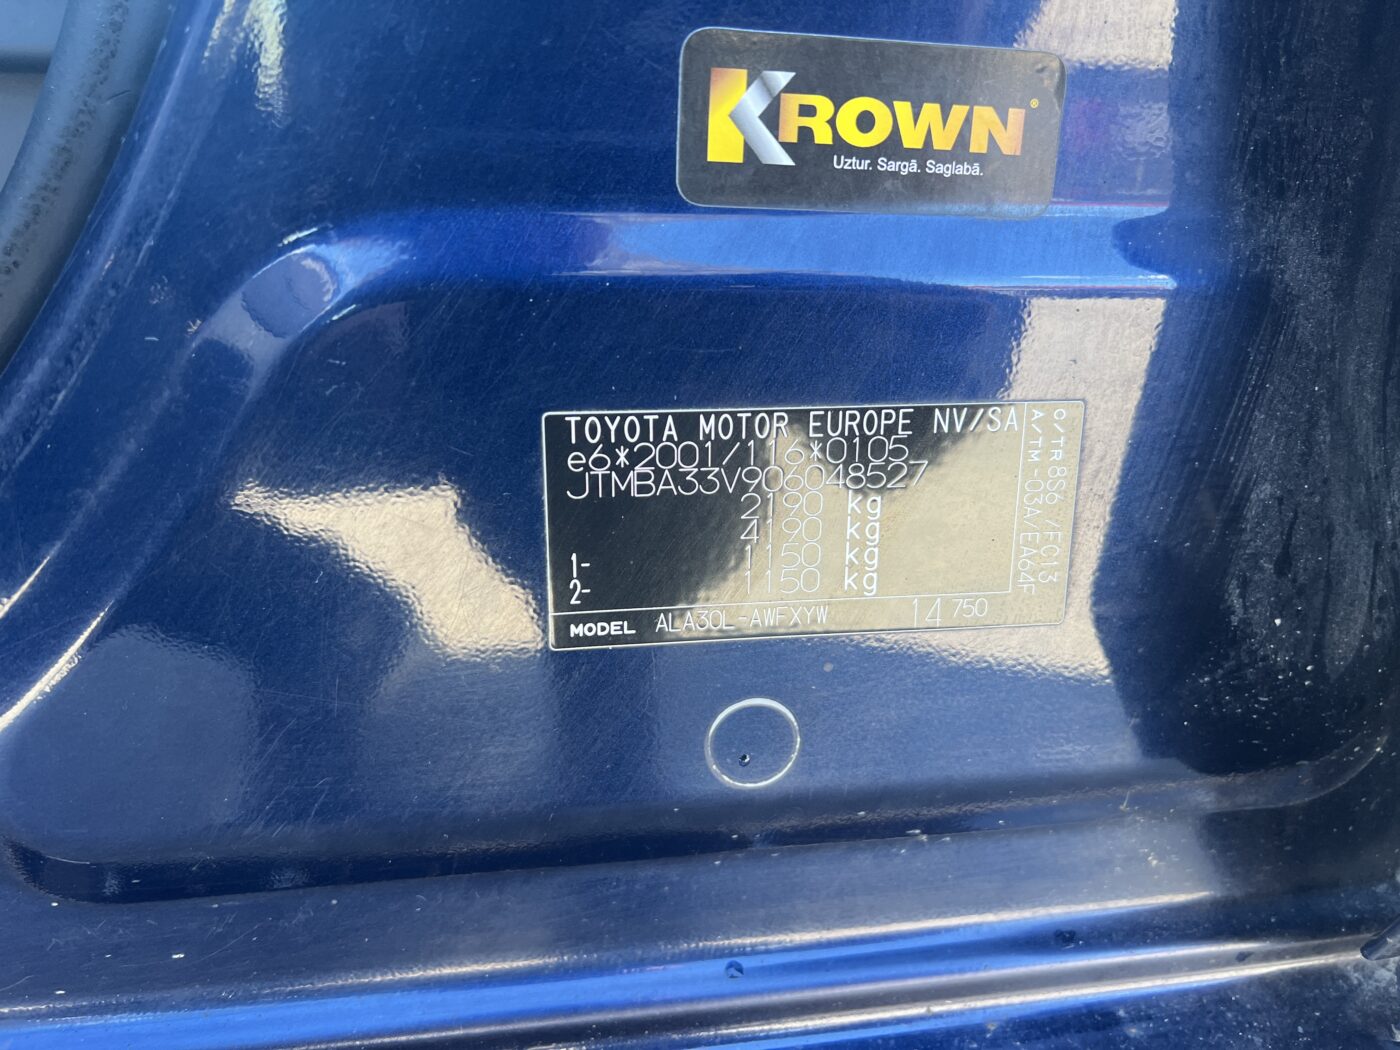 KROWN®
Uztur. Sargā. Saglabā.
TOYOTA MOTOR EUROPE NV/SA
e6*2001/116*0105
JTMBA33V906048527
2190 kg
4190 kg
1- 1150 kg
2- 1150 kg
MODEL ALA30L-AWFXYW 14 750
C/TR 8S6 /FC13
A/TM -03A/EA64F